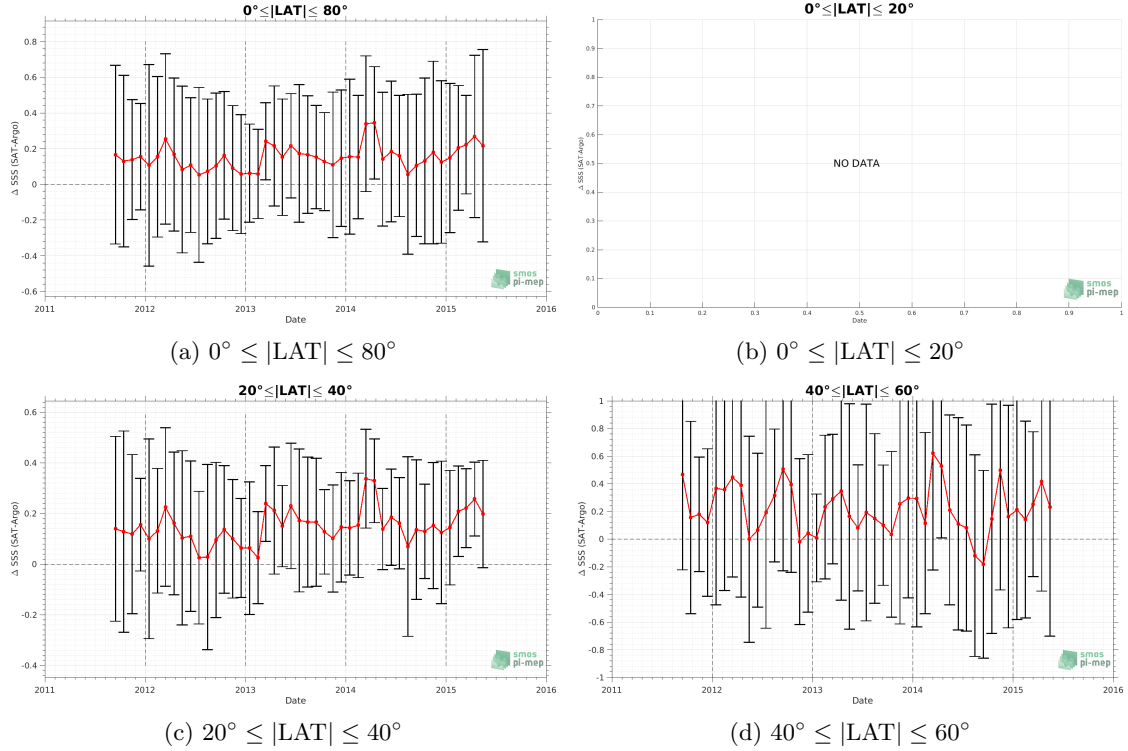 0°≤|LAT|≤ 80°
Δ SSS (SAT-Argo)
0.8
0.6
0.4
0.2
0
-0.2
-0.4
-0.6
2011 2012 2013 2014 2015 2016
Date
smos
pi-mep
(a) 0° ≤ |LAT| ≤ 80°
0°≤|LAT|≤ 20°
Δ SSS (SAT-Argo)
1
0.9
0.8
0.7
0.6
0.5
0.4
0.3
0.2
0.1
0
NO DATA
0 0.1 0.2 0.3 0.4 0.5 0.6 0.7 0.8 0.9 1
Date
smos
pi-mep
(b) 0° ≤ |LAT| ≤ 20°
20°≤|LAT|≤ 40°
Δ SSS (SAT-Argo)
0.6
0.4
0.2
0
-0.2
-0.4
2011 2012 2013 2014 2015 2016
Date
smos
pi-mep
(c) 20° ≤ |LAT| ≤ 40°
40°≤|LAT|≤ 60°
Δ SSS (SAT-Argo)
1
0.8
0.6
0.4
0.2
0
-0.2
-0.4
-0.6
-0.8
-1
2011 2012 2013 2014 2015 2016
Date
smos
pi-mep
(d) 40° ≤ |LAT| ≤ 60°